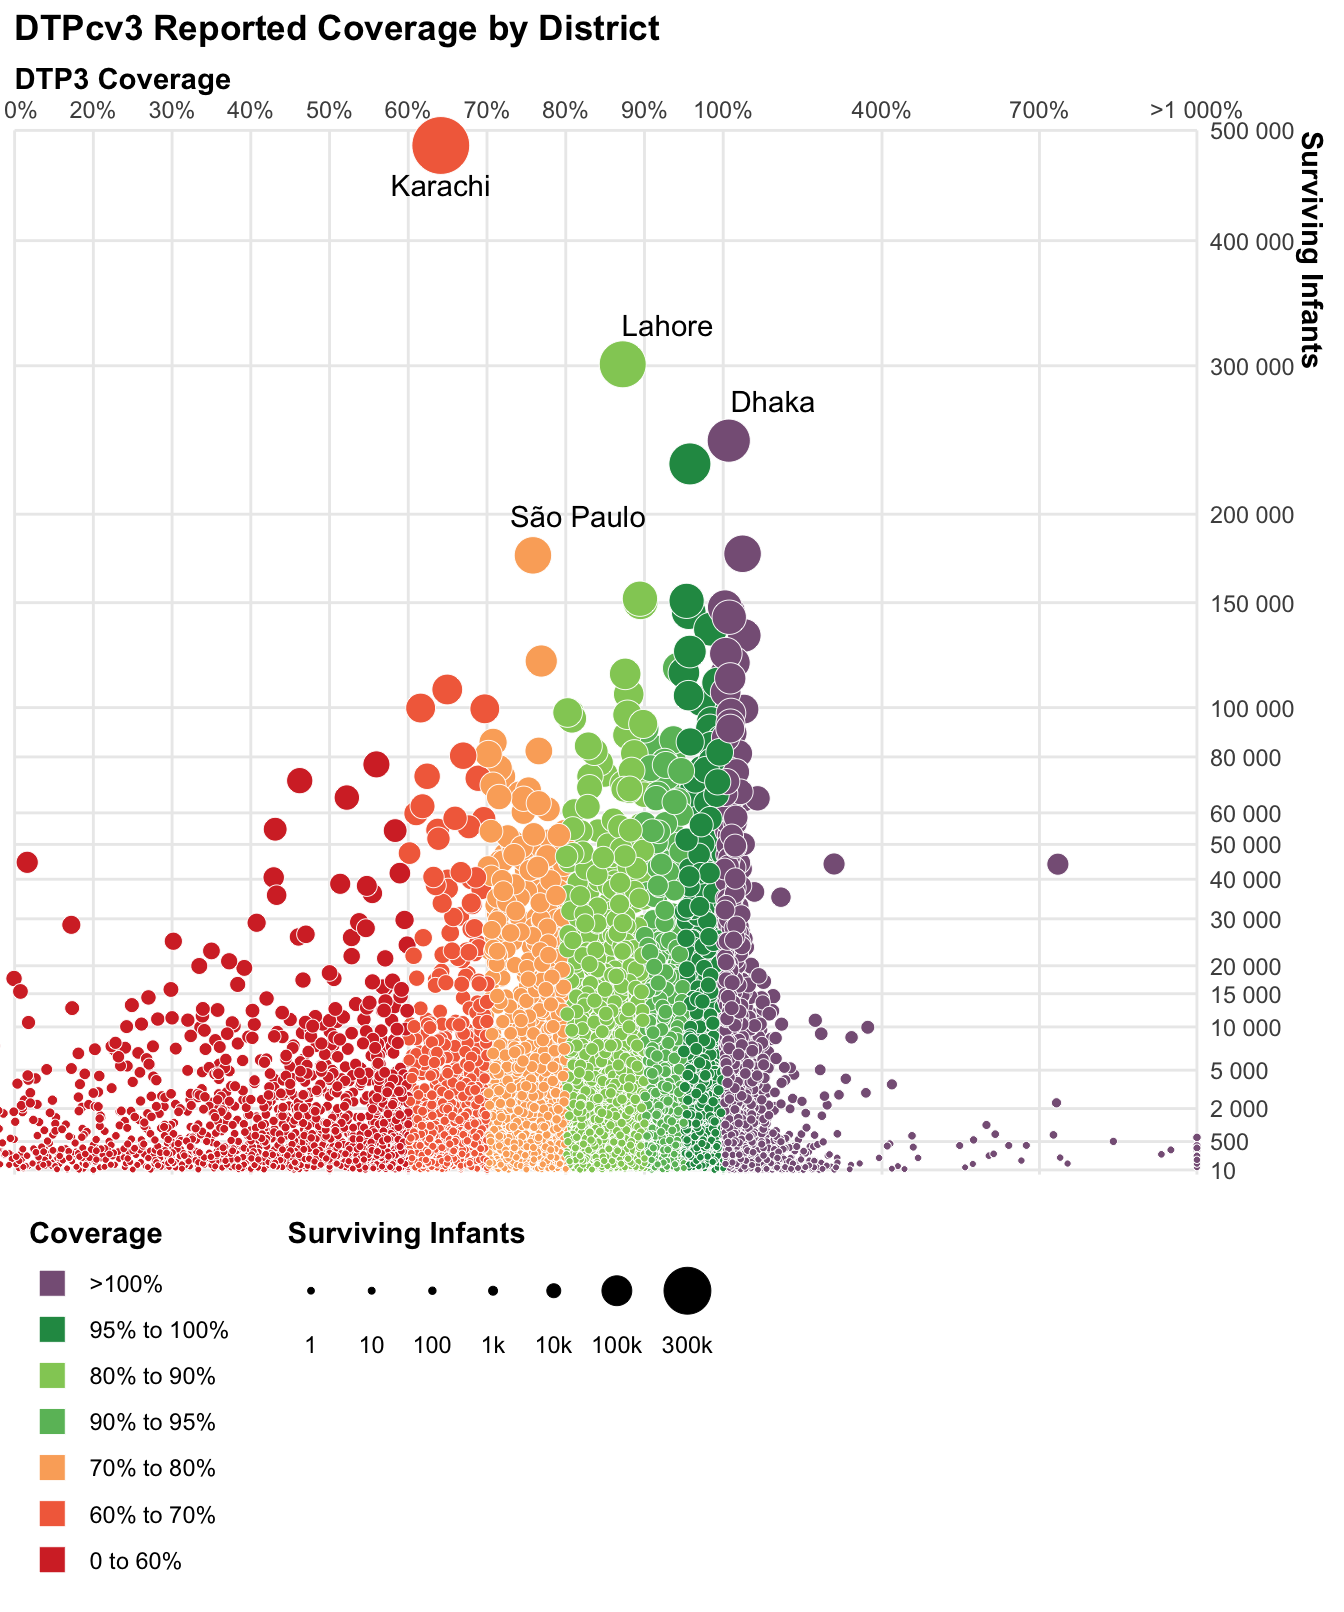 DTPcv3 Reported Coverage by District
DTP3 Coverage
0% 20% 30% 40% 50% 60% 70% 80% 90% 100% 400% 700% >1 000%
500 000
Karachi
400 000
Surviving Infants
Lahore
300 000
Dhaka
São Paulo
200 000
150 000
100 000
80 000
60 000
50 000
40 000
30 000
20 000
15 000
10 000
5 000
2 000
500
10
Coverage
>100%
95% to 100%
80% to 90%
90% to 95%
70% to 80%
60% to 70%
0 to 60%
Surviving Infants
1 10 100 1k 10k 100k 300k